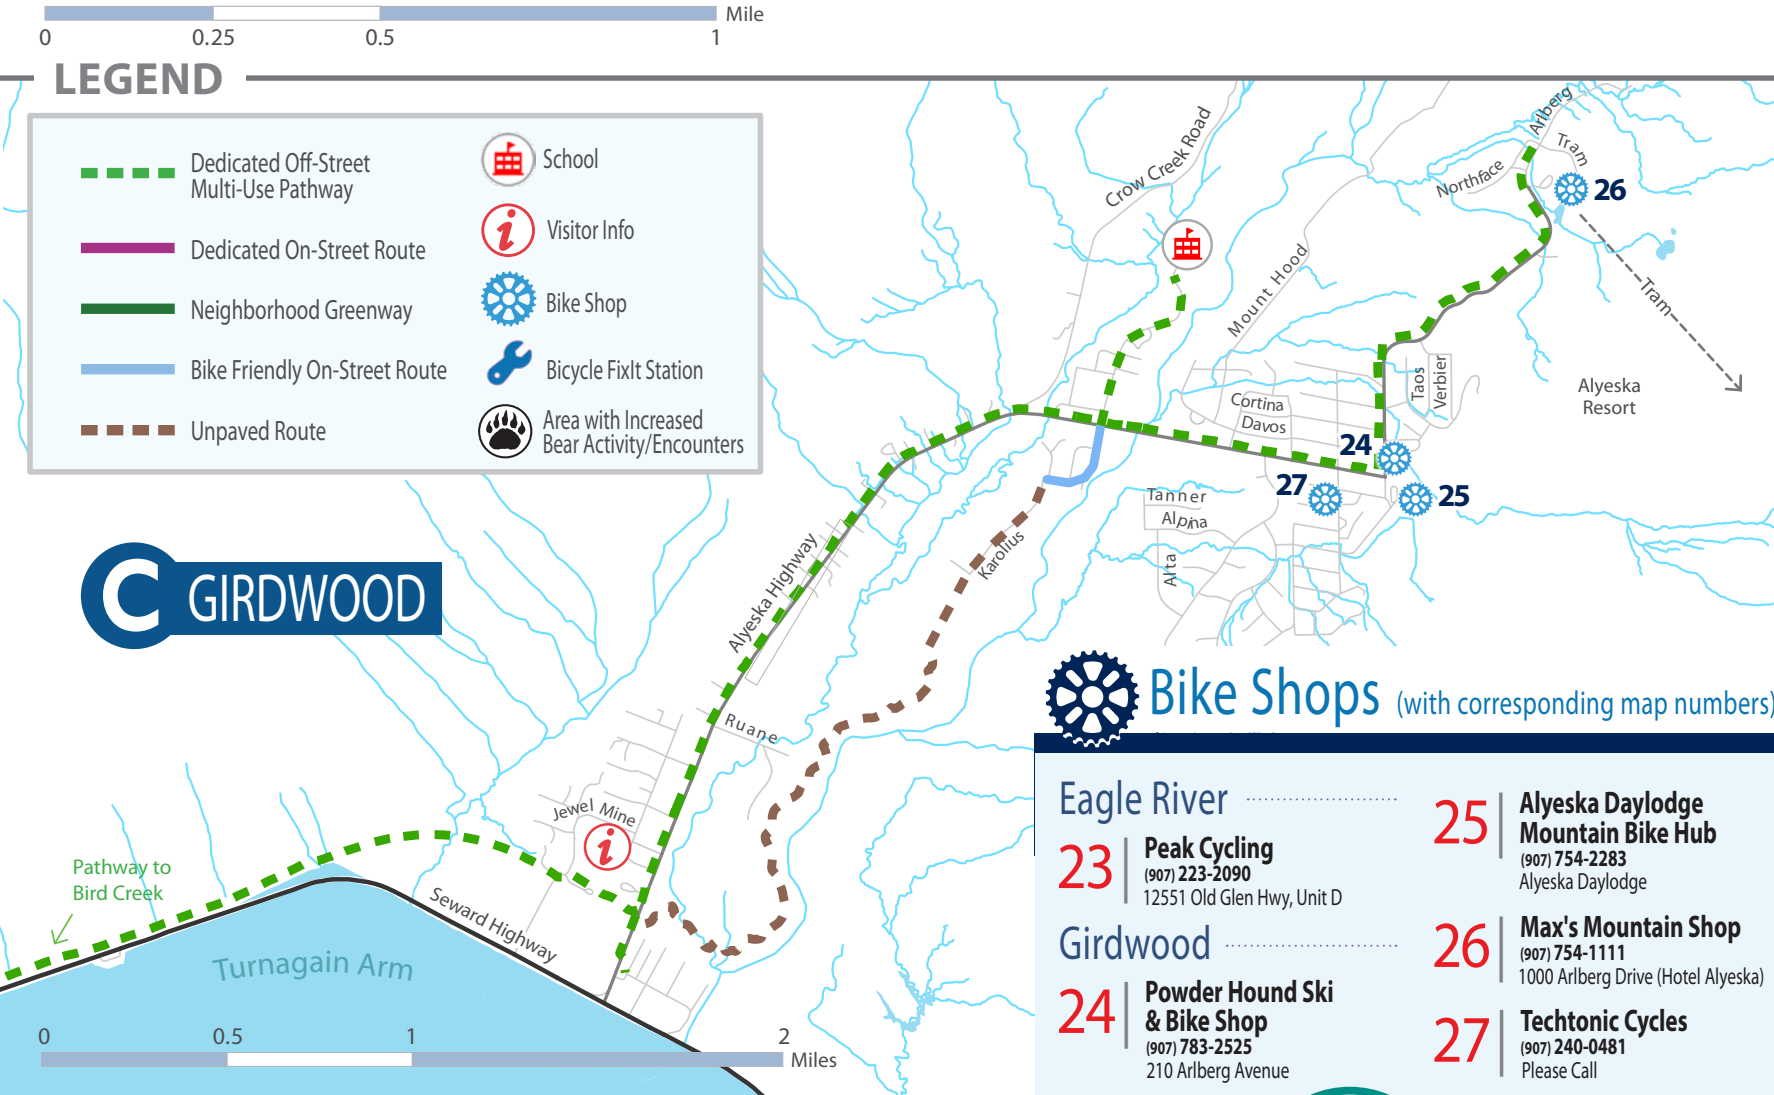 Mile
0 0.25 0.5 1
LEGEND
Dedicated Off-Street
Multi-Use Pathway
Dedicated On-Street Route
Neighborhood Greenway
Bike Friendly On-Street Route
Unpaved Route
School
Visitor Info
Bike Shop
Bicycle FixIt Station
Area with Increased
Bear Activity/Encounters
Arlberg
Tram
Northface
26
Crow Creek Road
Mount Hood
Tram
Taos
Verbier
Alyeska
Resort
Cortina
Davos
24
27
25
Tanner
Alpina
Alta
Karolius
Alyeska Highway
C GIRDWOOD
Ruane
Jewel Mine
Pathway to
Bird Creek
Seward Highway
Turnagain Arm
0 0.5 1 2
Miles
Bike Shops (with corresponding map numbers)
Eagle River
23
Peak Cycling
(907) 223-2090
12551 Old Glen Hwy, Unit D
Girdwood
24
Powder Hound Ski
& Bike Shop
(907) 783-2525
210 Arlberg Avenue
25
Alyeska Daylodge
Mountain Bike Hub
(907) 754-2283
Alyeska Daylodge
26
Max's Mountain Shop
(907) 754-1111
1000 Arlberg Drive (Hotel Alyeska)
27
Techtonic Cycles
(907) 240-0481
Please Call